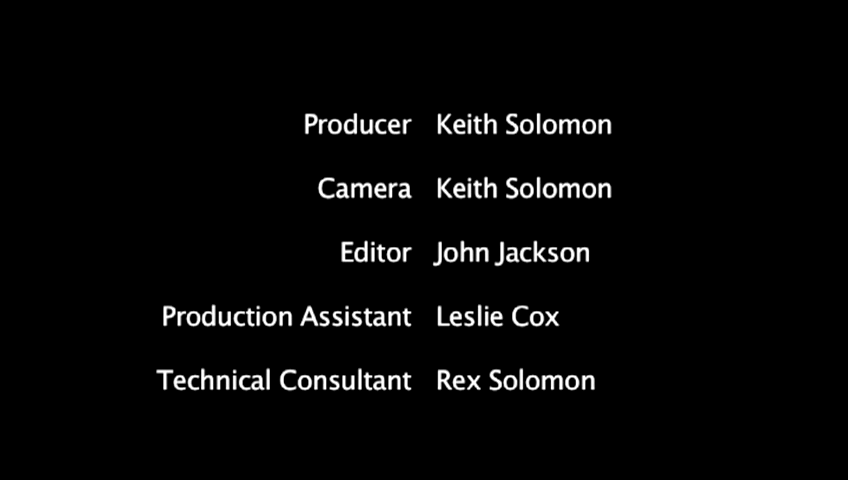 Producer Keith Solomon
Camera Keith Solomon
Editor John Jackson
Production Assistant Leslie Cox
Technical Consultant Rex Solomon